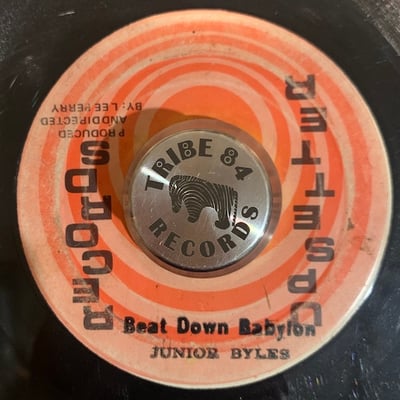 UPSETTER
RECORDS
PRODUCED
AND DIRECTED
BY: LEE PERRY
TRIBE 84
RECORDS
Beat Down Babylon
JUNIOR BYLES